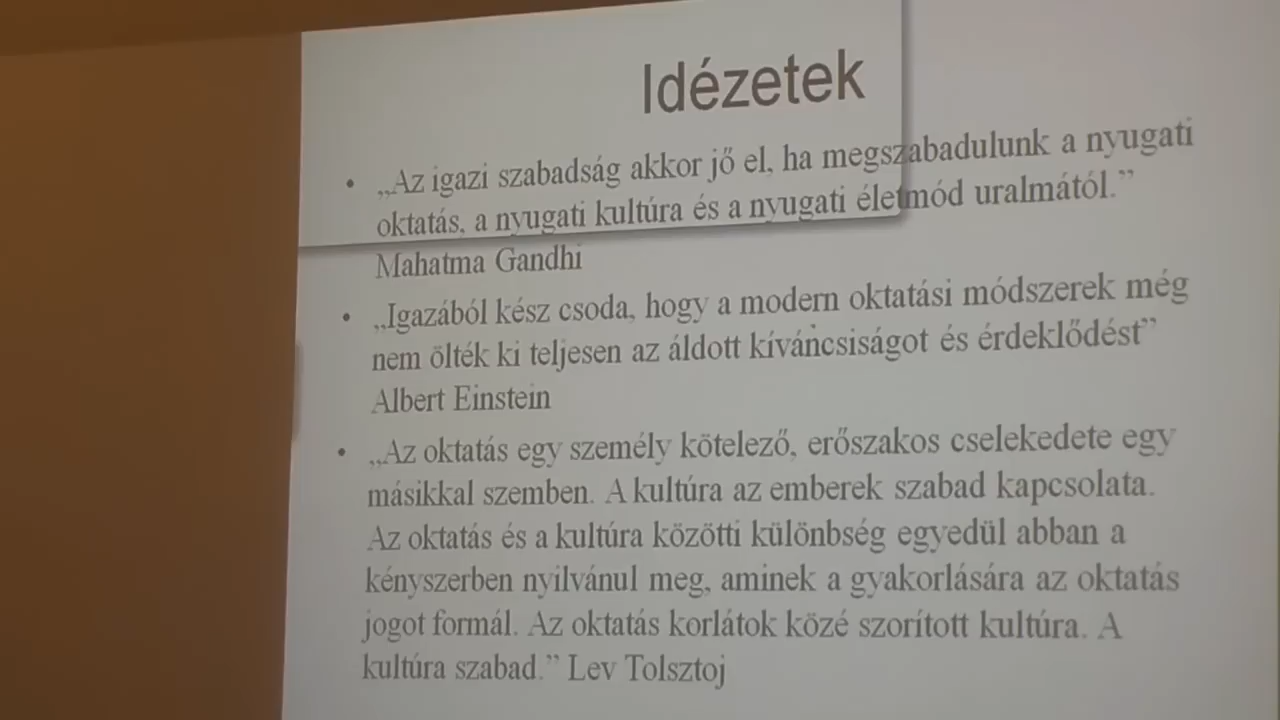 Idézetek
• „Az igazi szabadság akkor jő el, ha megszabadulunk a nyugati
oktatás, a nyugati kultúra és a nyugati életmód uralmától.”
Mahatma Gandhi
• „Igazából kész csoda, hogy a modern oktatási módszerek még
nem ölték ki teljesen az áldott kíváncsiságot és érdeklődést”
Albert Einstein
• „Az oktatás egy személy kötelező, erőszakos cselekedete egy
másikkal szemben. A kultúra az emberek szabad kapcsolata.
Az oktatás és a kultúra közötti különbség egyedül abban a
kényszerben nyilvánul meg, aminek a gyakorlására az oktatás
jogot formál. Az oktatás korlátok közé szorított kultúra. A
kultúra szabad.” Lev Tolsztoj